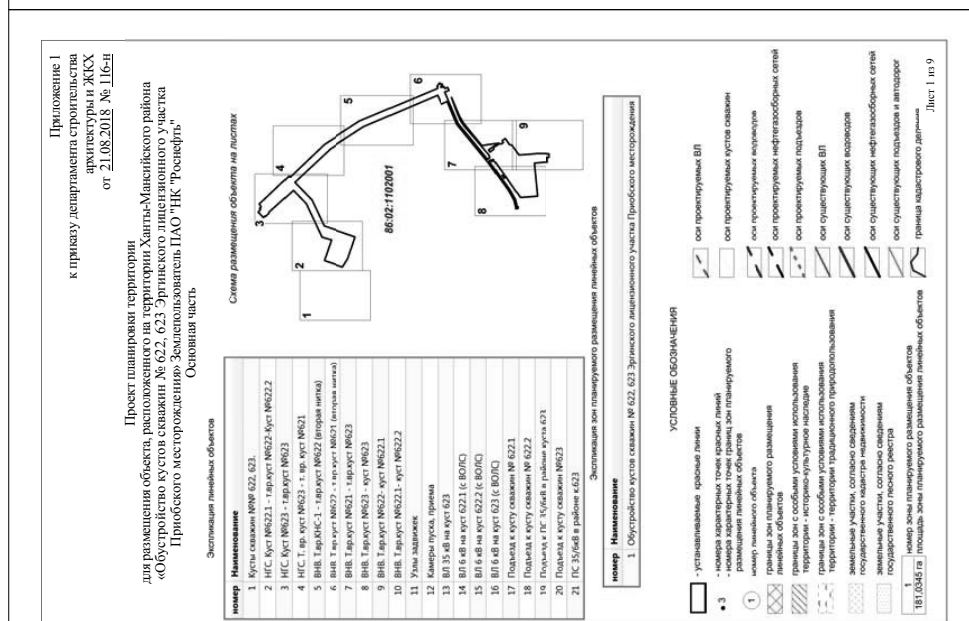 Приложение 1
к приказу департамента строительства
архитектуры и ЖКХ
от 21.08.2018 № 116-н
Проект планировки территории
для размещения объекта, расположенного на территории Ханты-Мансийского района
«Обустройство кустов скважин № 622, 623 Эргинского лицензионного участка
Приобского месторождения» Землепользователь ПАО "НК "Роснефть"
Основная часть
Экспликация линейных объектов
номер Наименование
1 Кусты скважин №№ 622, 623.
2 НГС. Куст №622.1 - т.вр.куст №622-Куст №622.2
3 НГС. Куст №623 - т.вр.куст №623
4 НГС. Т. вр. куст №623 - т. вр. куст №621
5 ВНВ. Т.вр.КНС-1 - т.вр.куст №622 (вторая нитка)
6 ВНВ. Т.вр.куст №622 - т.вр.куст №621 (вторая нитка)
7 ВНВ. Т.вр.куст №621 - т.вр.куст №623
8 ВНВ. Т.вр.куст №623 - куст №623
9 ВНВ. Т.вр.куст №622- куст №622.1
10 ВНВ. Т.вр.куст №622.1- куст №622.2
11 Узлы задвижек
12 Камеры пуска, приема
13 ВЛ 35 кВ на куст 623
14 ВЛ 6 кВ на куст 622.1 (с ВОЛС)
15 ВЛ 6 кВ на куст 622.2 (с ВОЛС)
16 ВЛ 6 кВ на куст 623 (с ВОЛС)
17 Подъезд к кусту скважин № 622.1
18 Подъезд к кусту скважин № 622.2
19 Подъезд к ПС 35/6кВ в районе куста 623
20 Подъезд к кусту скважин №623
21 ПС 35/6кВ в районе к.623
Схема размещения объекта на листах
1
2
3
4
5
6
7
8
9
86:02:1102001
Экспликация зон планируемого размещения линейных объектов
номер Наименование
1 Обустройство кустов скважин № 622, 623 Эргинского лицензионного участка Приобского месторождения
УСЛОВНЫЕ ОБОЗНАЧЕНИЯ
- устанавливаемые красные линии
• 3 - номера характерных точек красных линий
- номера характерных точек границ зон планируемого
размещения линейных объектов
1 номер линейного объекта
границы зон планируемого размещения
линейных объектов
границы зон с особыми условиями использования
территории - историко-культурное наследие
границы зон с особыми условиями использования
территории - территории традиционного природопользования
земельные участки, согласно сведениям
государственного кадастра недвижимости
земельные участки, согласно сведениям
государственного лесного реестра
1 номер зоны планируемого размещения объектов
181,0345 га площадь зоны планируемого размещения линейных объектов
оси проектируемых ВЛ
оси проектируемых кустов скважин
оси проектируемых водоводов
оси проектируемых нефтегазосборных сетей
оси проектируемых подъездов
оси существующих ВЛ
оси существующих водоводов
оси существующих нефтегазосборных сетей
оси существующих подъездов и автодорог
граница кадастрового деления
Лист 1 из 9